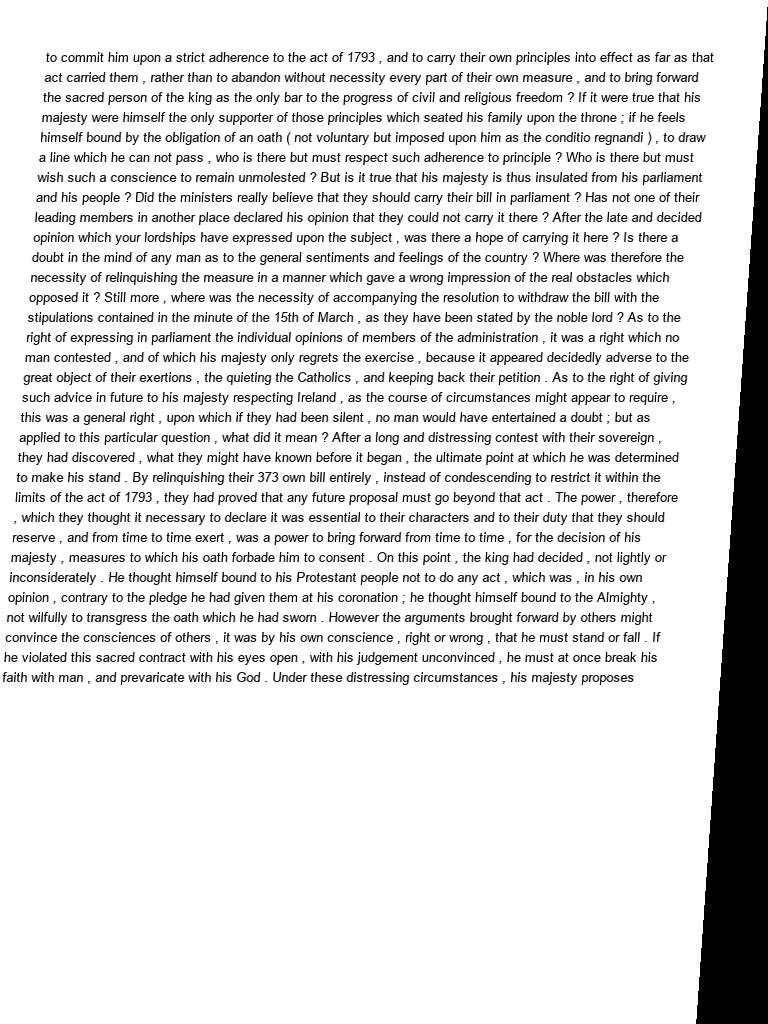 to commit him upon a strict adherence to the act of 1793 , and to carry their own principles into effect as far as that
act carried them , rather than to abandon without necessity every part of their own measure , and to bring forward
the sacred person of the king as the only bar to the progress of civil and religious freedom ? If it were true that his
majesty were himself the only supporter of those principles which seated his family upon the throne ; if he feels
himself bound by the obligation of an oath ( not voluntary but imposed upon him as the conditio regnandi ) , to draw
a line which he can not pass , who is there but must respect such adherence to principle ? Who is there but must
wish such a conscience to remain unmolested ? But is it true that his majesty is thus insulated from his parliament
and his people ? Did the ministers really believe that they should carry their bill in parliament ? Has not one of their
leading members in another place declared his opinion that they could not carry it there ? After the late and decided
opinion which your lordships have expressed upon the subject , was there a hope of carrying it here ? Is there a
doubt in the mind of any man as to the general sentiments and feelings of the country ? Where was therefore the
necessity of relinquishing the measure in a manner which gave a wrong impression of the real obstacles which
opposed it ? Still more , where was the necessity of accompanying the resolution to withdraw the bill with the
stipulations contained in the minute of the 15th of March , as they have been stated by the noble lord ? As to the
right of expressing in parliament the individual opinions of members of the administration , it was a right which no
man contested , and of which his majesty only regrets the exercise , because it appeared decidedly adverse to the
great object of their exertions , the quieting the Catholics , and keeping back their petition . As to the right of giving
such advice in future to his majesty respecting Ireland , as the course of circumstances might appear to require ,
this was a general right , upon which if they had been silent , no man would have entertained a doubt ; but as
applied to this particular question , what did it mean ? After a long and distressing contest with their sovereign ,
they had discovered , what they might have known before it began , the ultimate point at which he was determined
to make his stand . By relinquishing their 373 own bill entirely , instead of condescending to restrict it within the
limits of the act of 1793 , they had proved that any future proposal must go beyond that act . The power , therefore
, which they thought it necessary to declare it was essential to their characters and to their duty that they should
reserve , and from time to time exert , was a power to bring forward from time to time , for the decision of his
majesty , measures to which his oath forbade him to consent . On this point , the king had decided , not lightly or
inconsiderately . He thought himself bound to his Protestant people not to do any act , which was , in his own
opinion , contrary to the pledge he had given them at his coronation ; he thought himself bound to the Almighty ,
not wilfully to transgress the oath which he had sworn . However the arguments brought forward by others might
convince the consciences of others , it was by his own conscience , right or wrong , that he must stand or fall . If
he violated this sacred contract with his eyes open , with his judgement unconvinced , he must at once break his
faith with man , and prevaricate with his God . Under these distressing circumstances , his majesty proposes